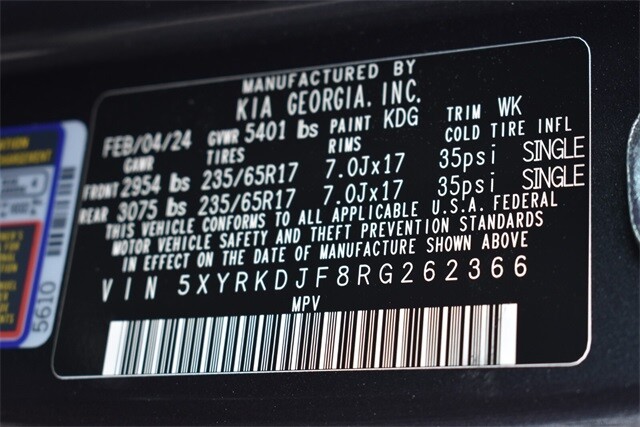 MANUFACTURED BY
KIA GEORGIA, INC.
FEB/04/24 GVWR 5401 lbs PAINT KDG TRIM WK
GAWR TIRES RIMS COLD TIRE INFL
FRONT 2954 lbs 235/65R17 7.0Jx17 35psi SINGLE
REAR 3075 lbs 235/65R17 7.0Jx17 35psi SINGLE
THIS VEHICLE CONFORMS TO ALL APPLICABLE U.S.A. FEDERAL
MOTOR VEHICLE SAFETY AND THEFT PREVENTION STANDARDS
IN EFFECT ON THE DATE OF MANUFACTURE SHOWN ABOVE
VIN 5XYRKDJF8RG262366
MPV
5610